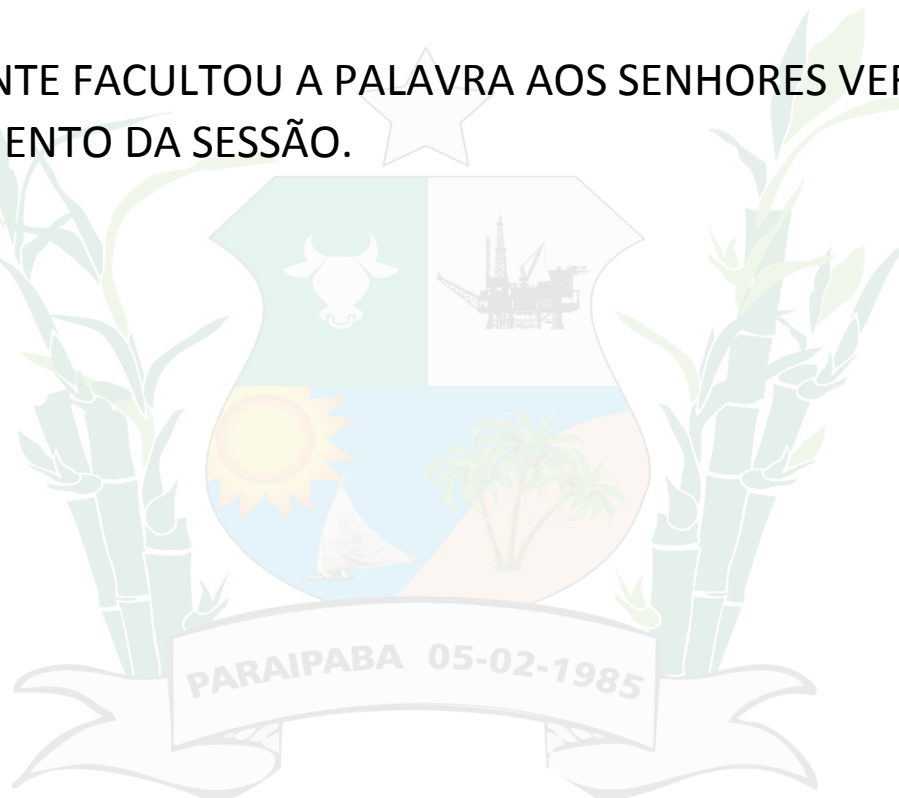 NTE FACULTOU A PALAVRA AOS SENHORES VER
ENTO DA SESSÃO.
PARAIPABA 05-02-1985